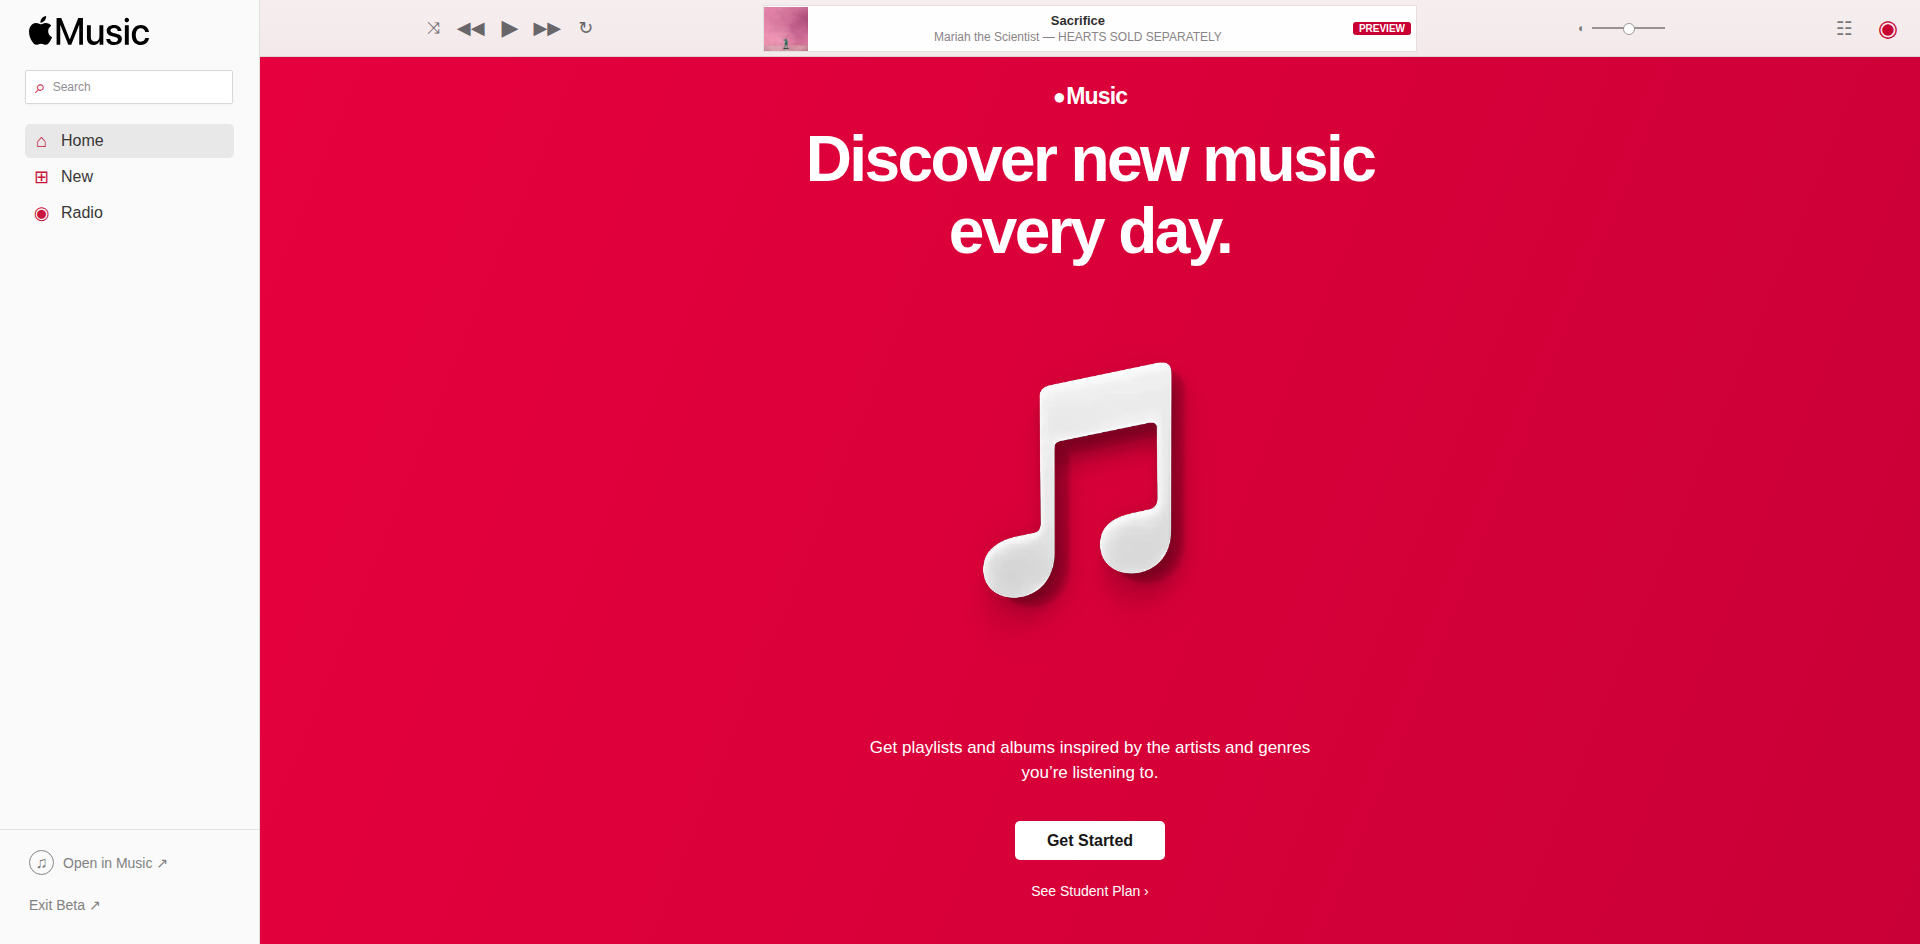 Music
Search
Home
New
Radio
Open in Music ↗
Exit Beta ↗
Sacrifice
Mariah the Scientist — HEARTS SOLD SEPARATELY
PREVIEW
Music
Discover new music
every day.
Get playlists and albums inspired by the artists and genres
you’re listening to.
Get Started
See Student Plan ›